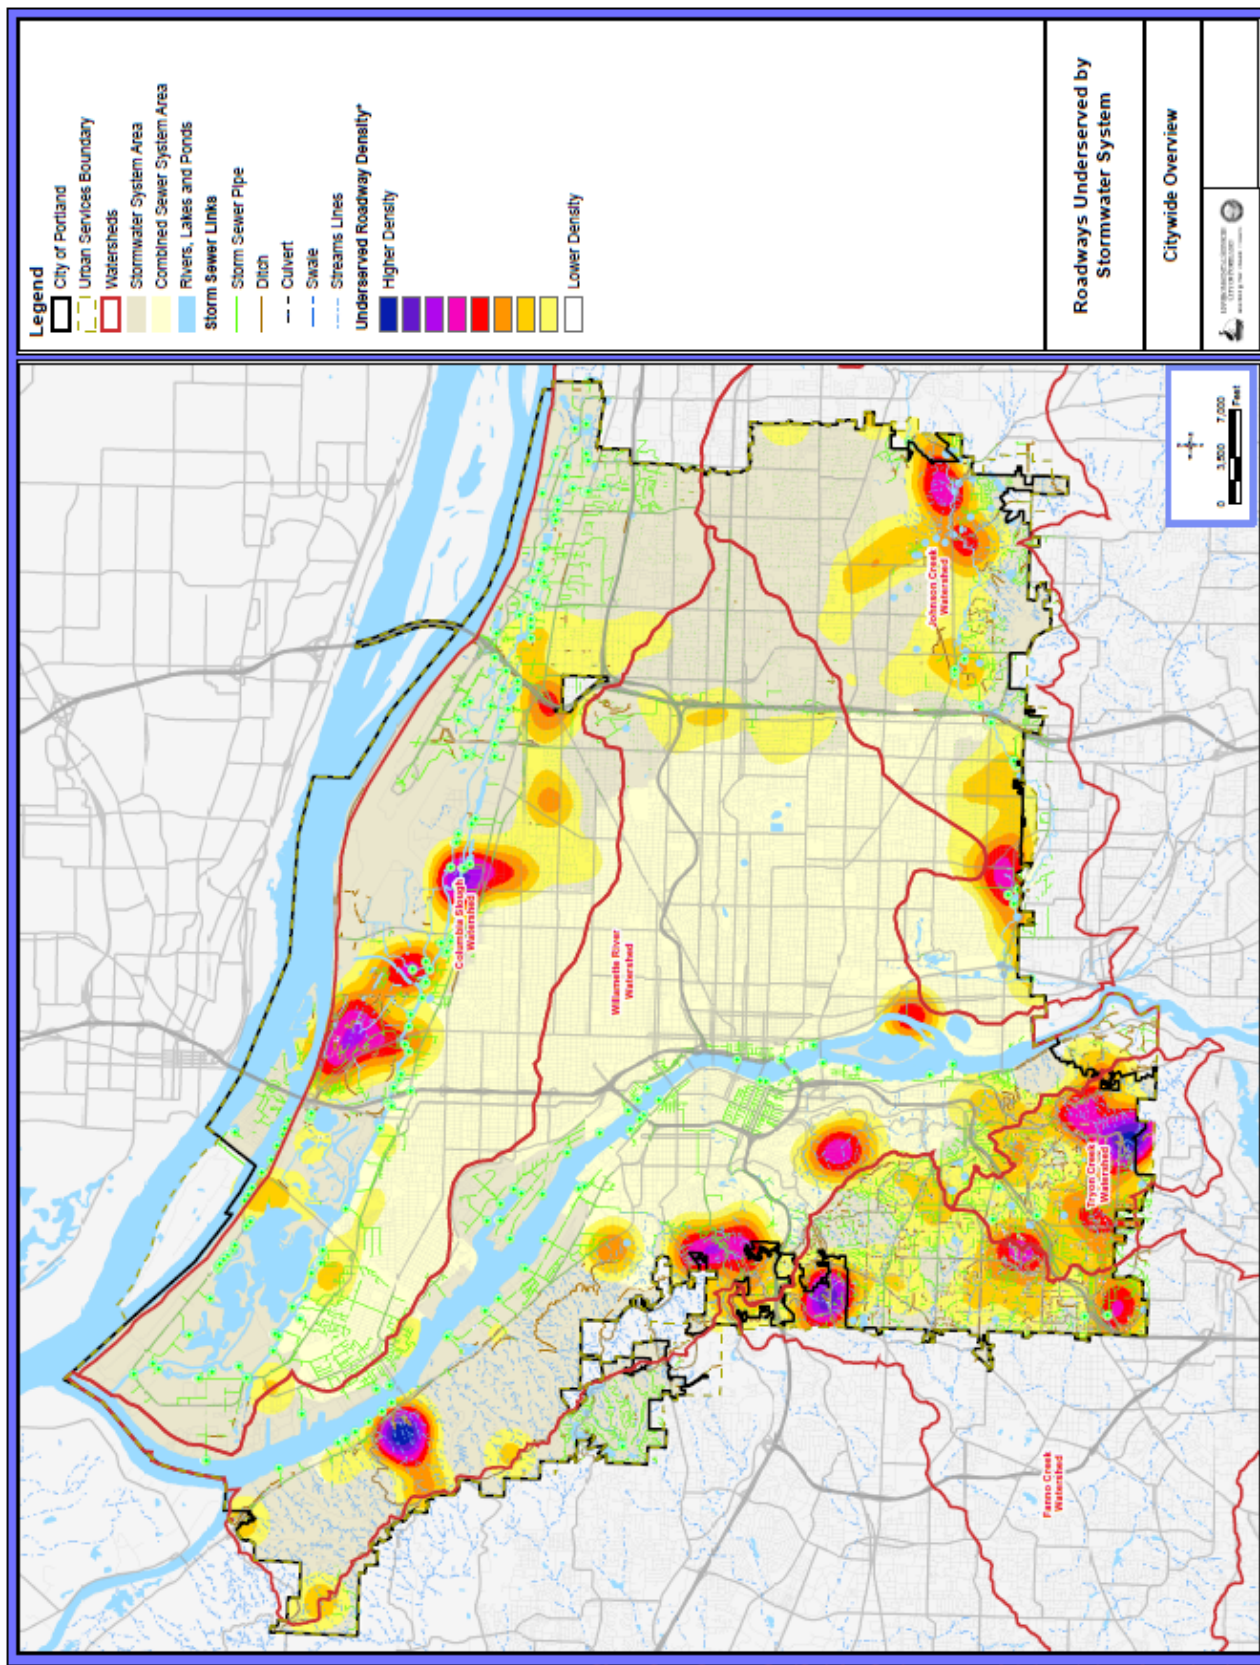 Legend
City of Portland
Urban Services Boundary
Watersheds
Stormwater System Area
Combined Sewer System Area
Rivers, Lakes and Ponds
Storm Sewer Links
Storm Sewer Pipe
Ditch
Culvert
Swale
Streams Lines
Underserved Roadway Density*
Higher Density
Lower Density
Roadways Underserved by
Stormwater System
Citywide Overview
Columbia Slough
Watershed
Willamette River
Watershed
Johnson Creek
Watershed
Tryon Creek
Watershed
Fanno Creek
Watershed
0 3,500 7,000
Feet